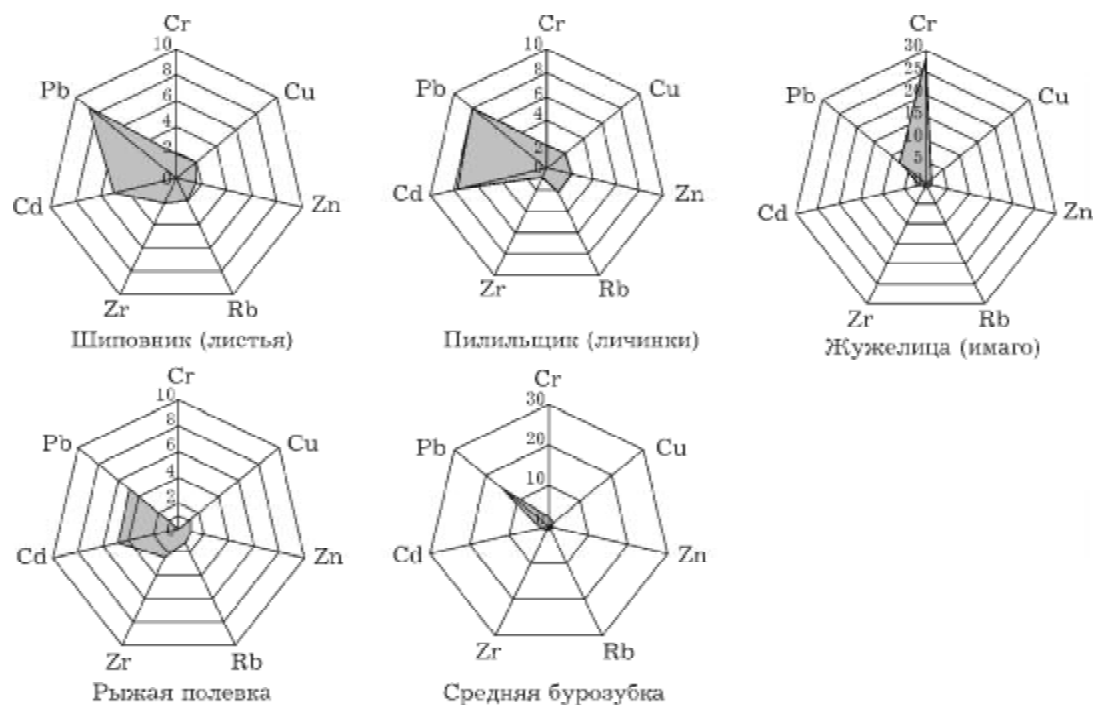 Cr
10
8
6
4
2
0
Pb
Cu
Cd
Zn
Zr
Rb
Шиповник (листья)
Cr
10
8
6
4
2
0
Pb
Cu
Cd
Zn
Zr
Rb
Пилильщик (личинки)
Cr
30
25
20
15
10
5
0
Pb
Cu
Cd
Zn
Zr
Rb
Жужелица (имаго)
Cr
10
8
6
4
2
0
Pb
Cu
Cd
Zn
Zr
Rb
Рыжая полевка
Cr
30
20
10
0
Pb
Cu
Cd
Zn
Zr
Rb
Средняя бурозубка